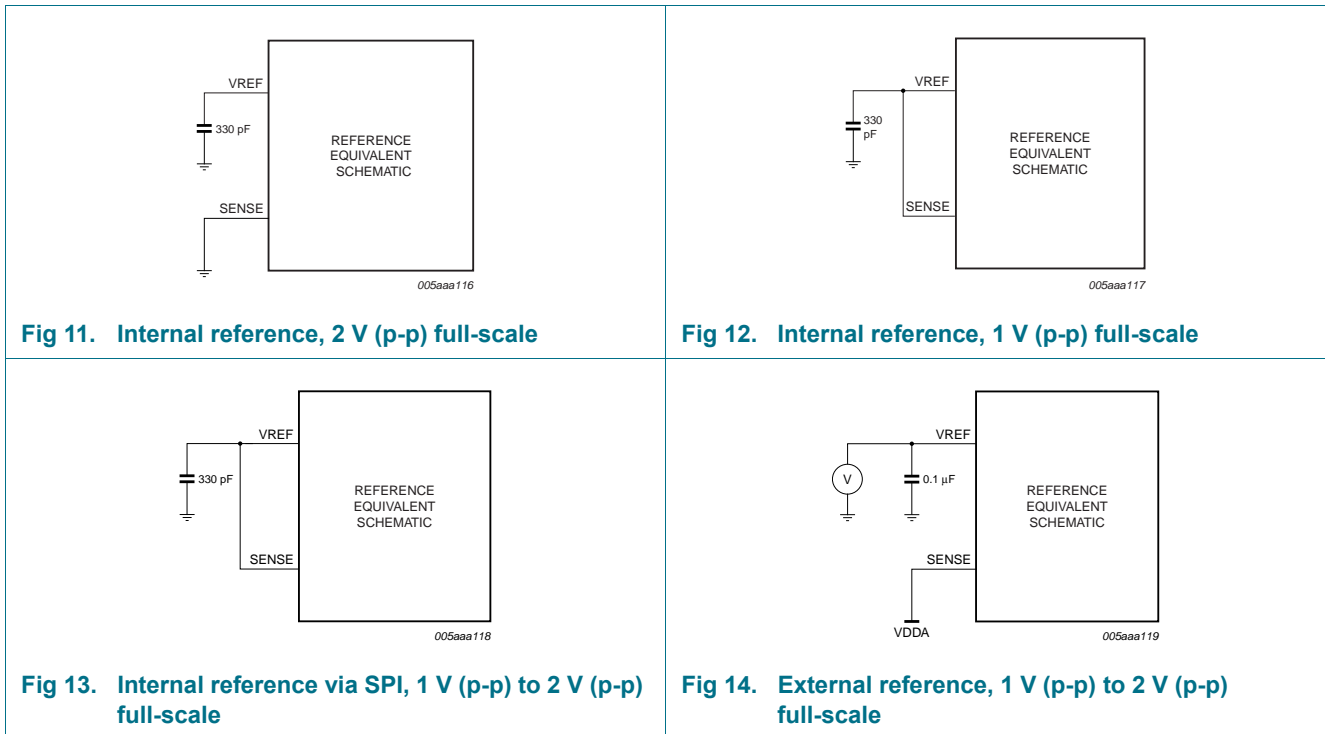 VREF
330 pF
REFERENCE
EQUIVALENT
SCHEMATIC
SENSE
005aaa116
Fig 11. Internal reference, 2 V (p-p) full-scale
VREF
330
pF
REFERENCE
EQUIVALENT
SCHEMATIC
SENSE
005aaa117
Fig 12. Internal reference, 1 V (p-p) full-scale
VREF
330 pF
REFERENCE
EQUIVALENT
SCHEMATIC
SENSE
005aaa118
Fig 13. Internal reference via SPI, 1 V (p-p) to 2 V (p-p)
full-scale
VREF
V
0.1 μF
REFERENCE
EQUIVALENT
SCHEMATIC
SENSE
VDDA
005aaa119
Fig 14. External reference, 1 V (p-p) to 2 V (p-p)
full-scale